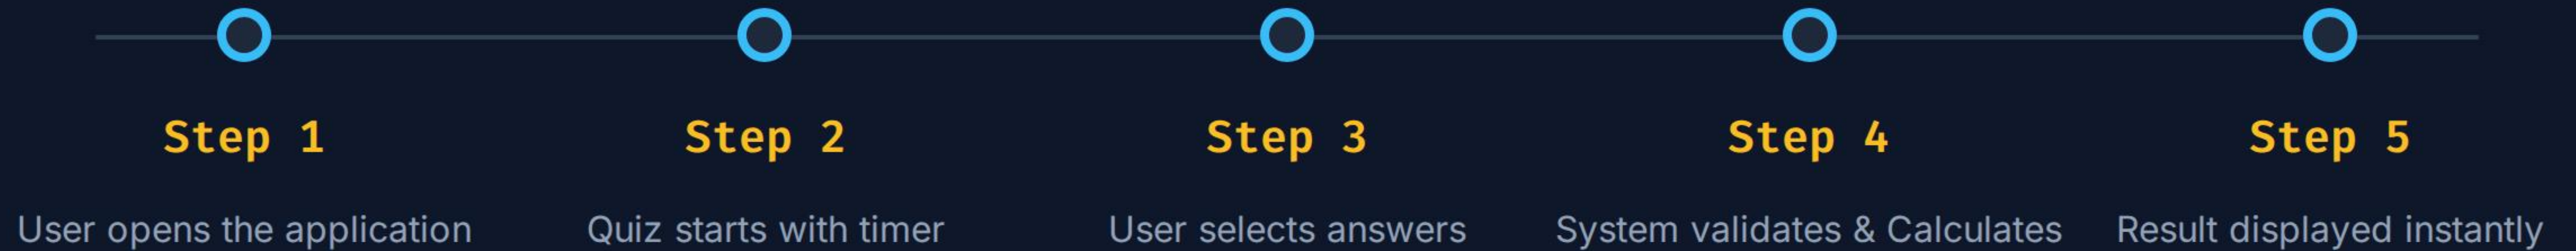 Step 1
Step 2
Step 3
Step 4
Step 5
User opens the application
Quiz starts with timer
User selects answers
System validates & Calculates
Result displayed instantly